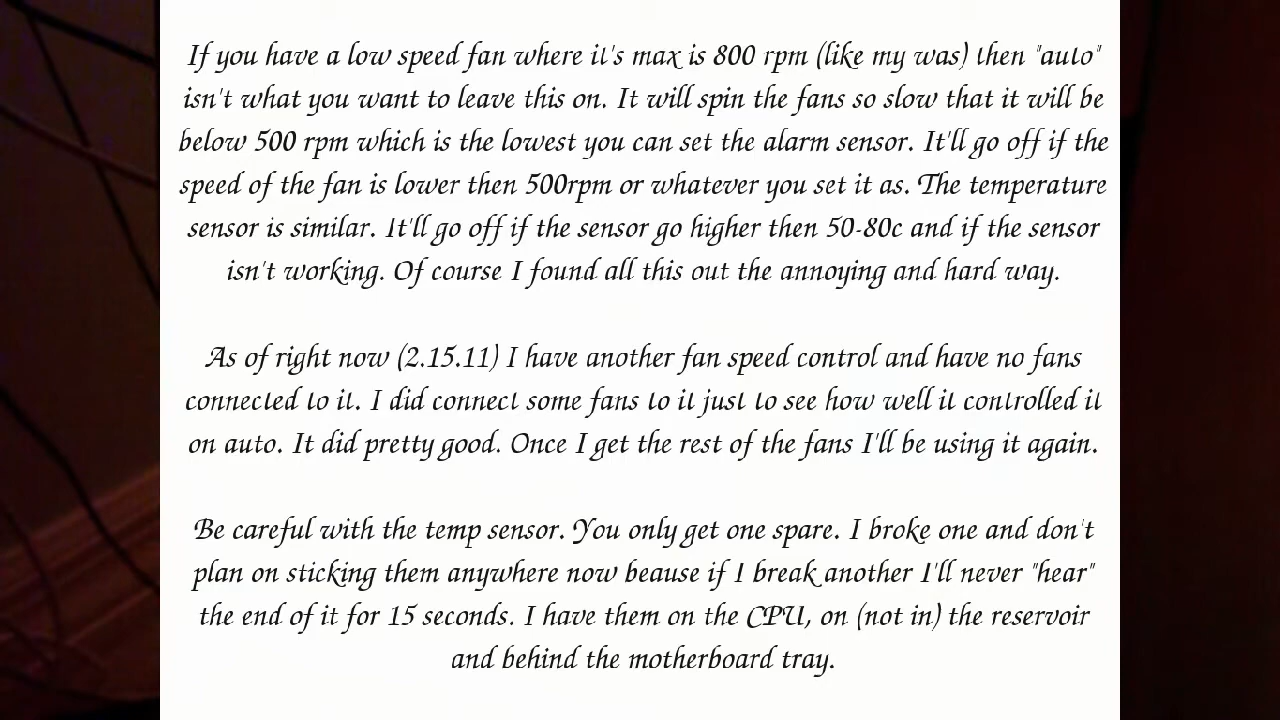 If you have a low speed fan where it's max is 800 rpm (like my was) then "auto"
isn't what you want to leave this on. It will spin the fans so slow that it will be
below 500 rpm which is the lowest you can set the alarm sensor. It'll go off if the
speed of the fan is lower then 500rpm or whatever you set it as. The temperature
sensor is similar. It'll go off if the sensor go higher then 50-80c and if the sensor
isn't working. Of course I found all this out the annoying and hard way.
As of right now (2.15.11) I have another fan speed control and have no fans
connected to it. I did connect some fans to it just to see how well it controlled it
on auto. It did pretty good. Once I get the rest of the fans I'll be using it again.
Be careful with the temp sensor. You only get one spare. I broke one and don't
plan on sticking them anywhere now beause if I break another I'll never "hear"
the end of it for 15 seconds. I have them on the CPU, on (not in) the reservoir
and behind the motherboard tray.